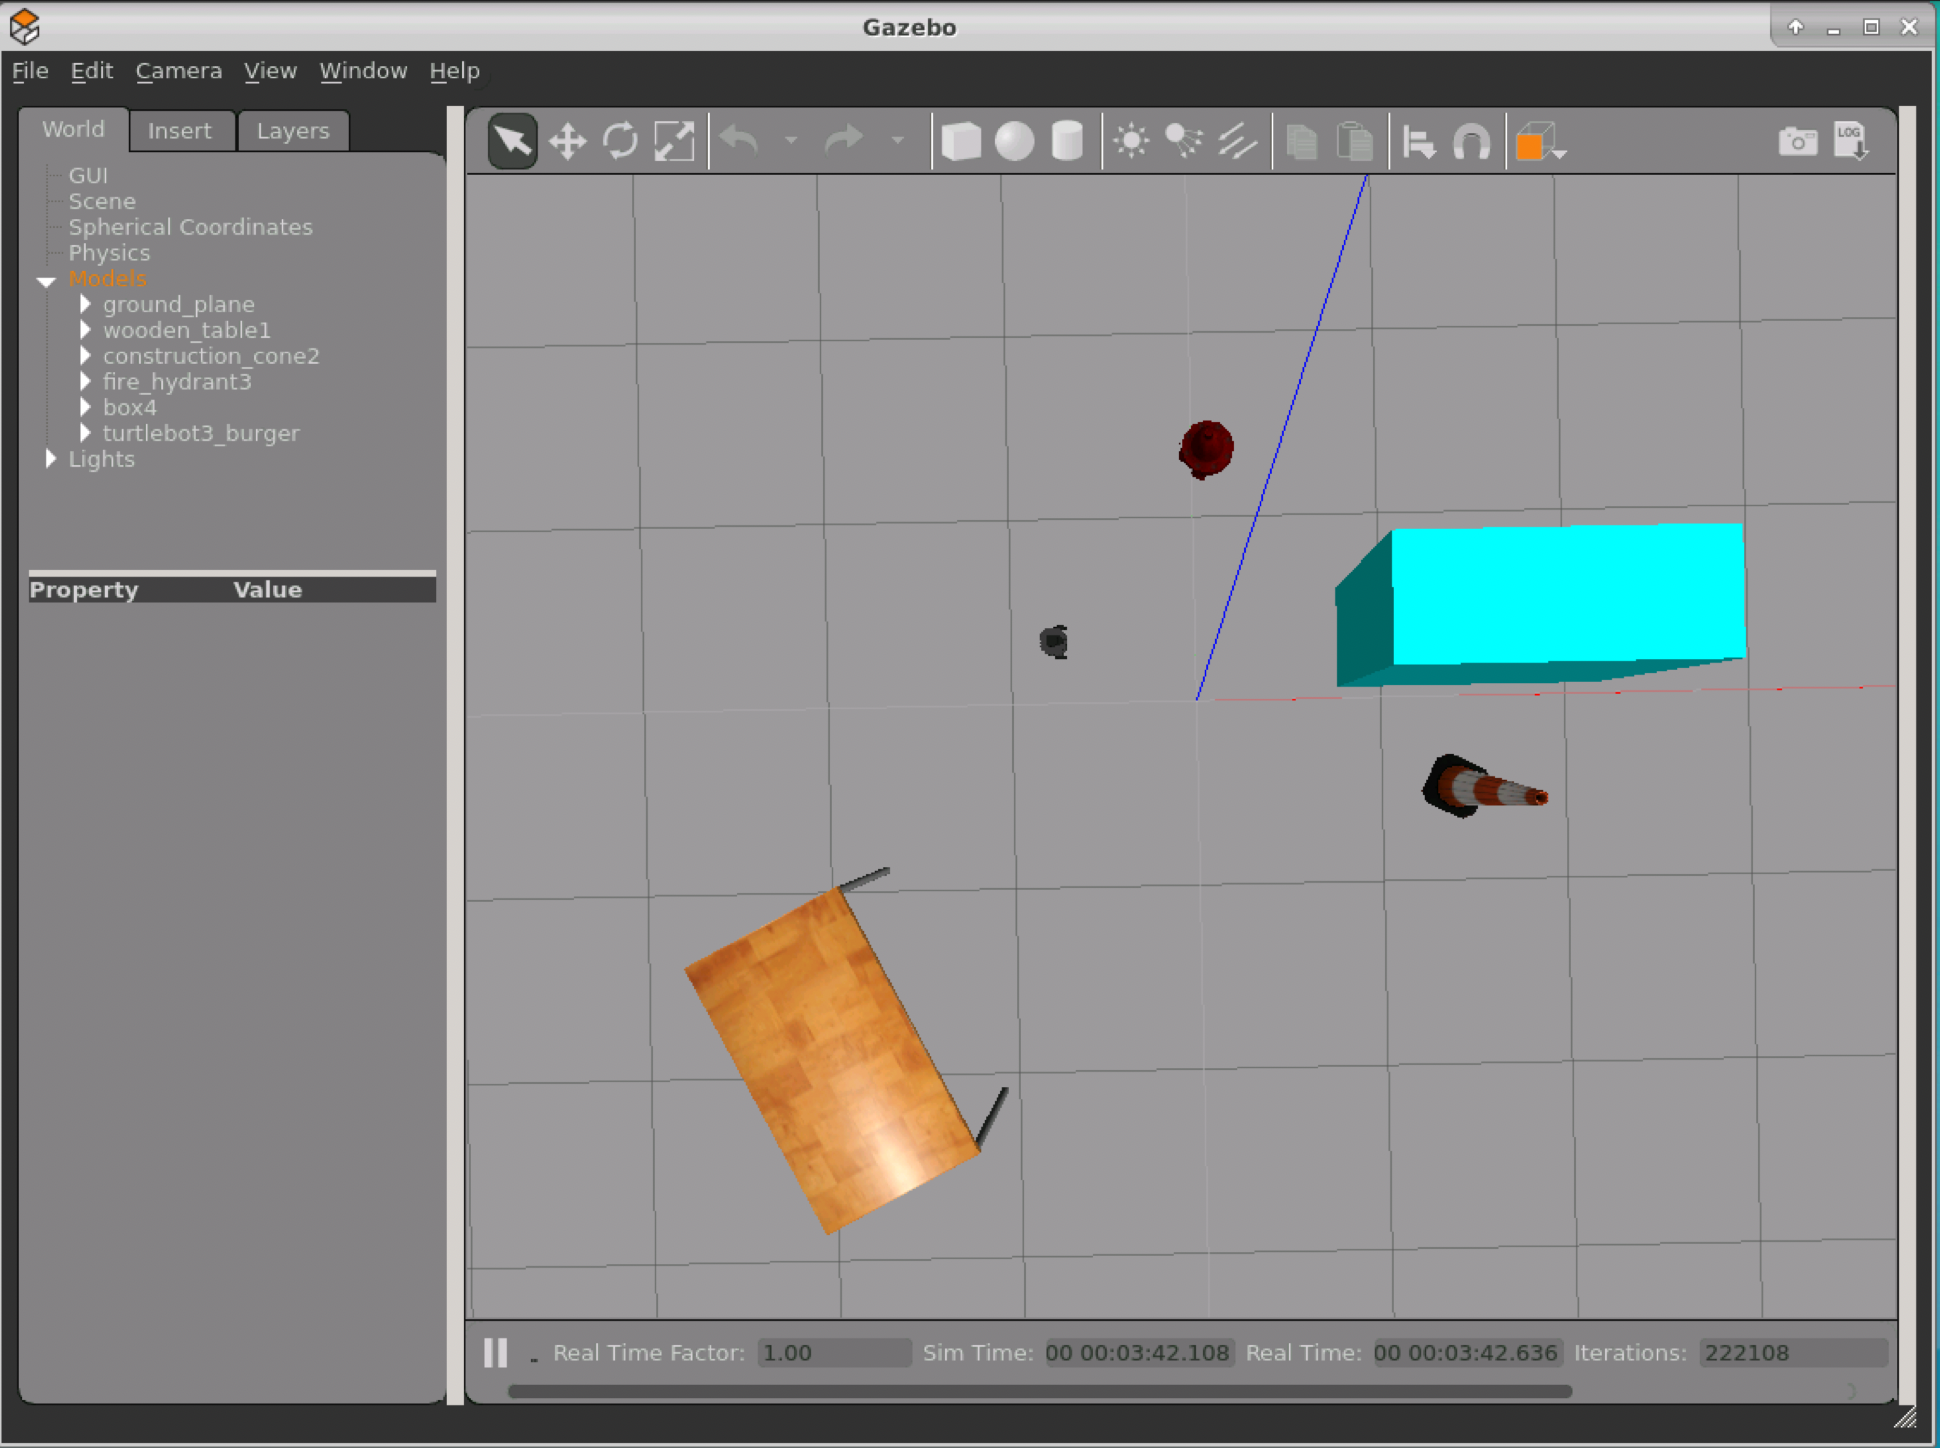 Gazebo
File Edit Camera View Window Help
World Insert Layers
LOG
GUI
Scene
Spherical Coordinates
Physics
Models
ground_plane
wooden_table1
construction_cone2
fire_hydrant3
box4
turtlebot3_burger
Lights
Property Value
Real Time Factor: 1.00 Sim Time: 00 00:03:42.108 Real Time: 00 00:03:42.636 Iterations: 222108